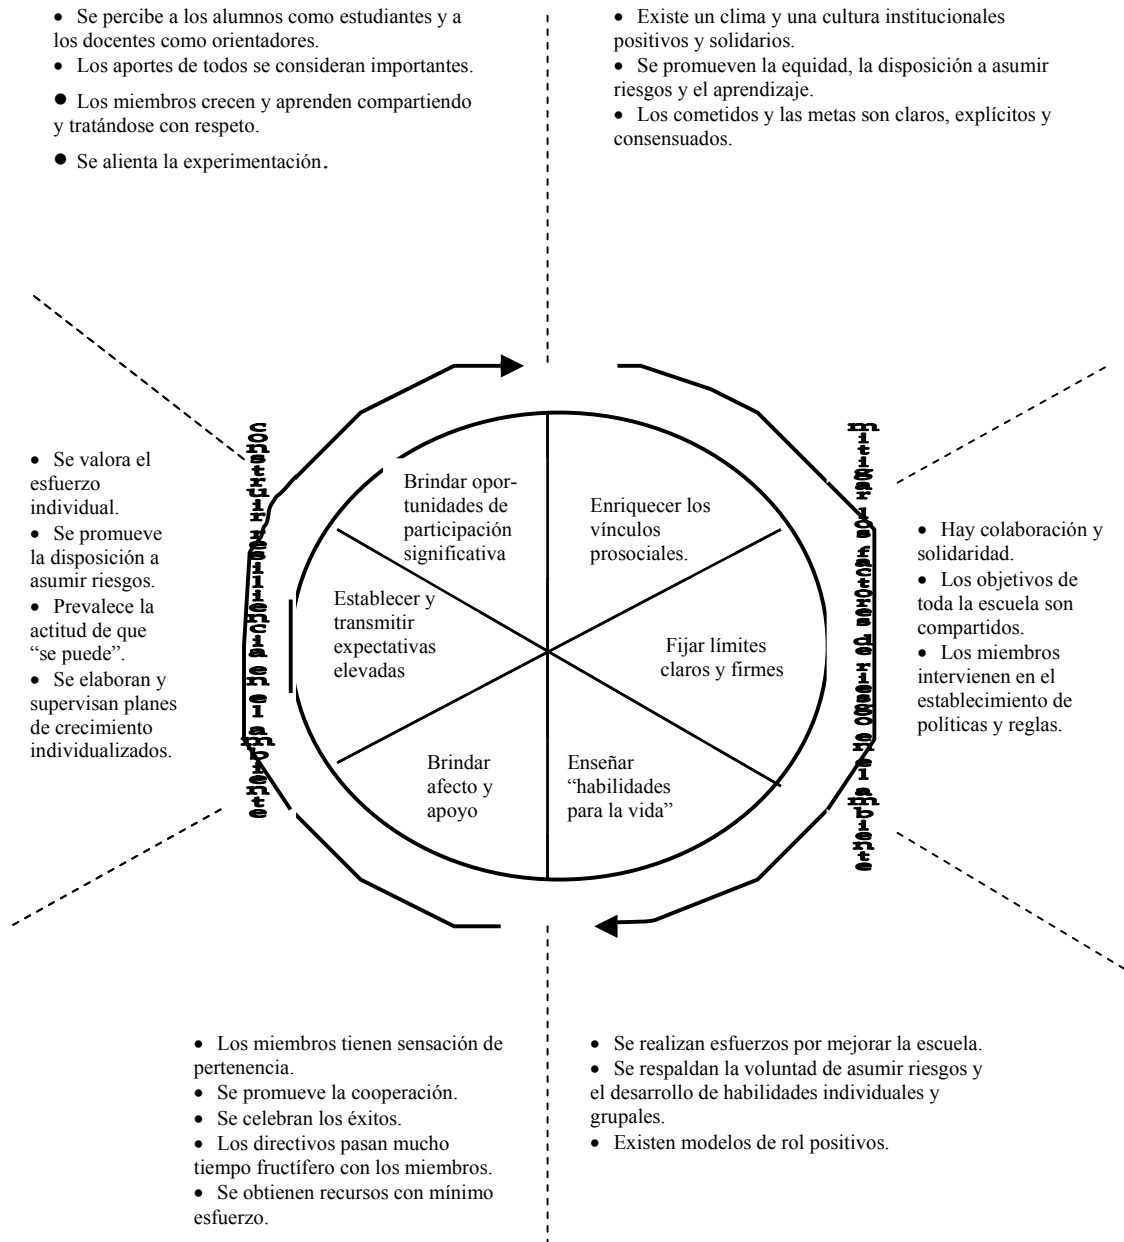 • Se percibe a los alumnos como estudiantes y a
los docentes como orientadores.
• Los aportes de todos se consideran importantes.
• Los miembros crecen y aprenden compartiendo
y tratándose con respeto.
• Se alienta la experimentación.
• Existe un clima y una cultura institucionales
positivos y solidarios.
• Se promueven la equidad, la disposición a asumir
riesgos y el aprendizaje.
• Los cometidos y las metas son claros, explícitos y
consensuados.
• Se valora el
esfuerzo
individual.
• Se promueve
la disposición a
asumir riesgos.
• Prevalece la
actitud de que
“se puede”.
• Se elaboran y
supervisan planes
de crecimiento
individualizados.
construir resiliencia en el ambiente
Brindar opor-
tunidades de
participación
significativa
Enriquecer los
vínculos
prosociales.
Establecer y
transmitir
expectativas
elevadas
Fijar límites
claros y firmes
Brindar
afecto y
apoyo
Enseñar
“habilidades
para la vida”
mitigar los factores de riesgo en el ambiente
• Hay colaboración y
solidaridad.
• Los objetivos de
toda la escuela son
compartidos.
• Los miembros
intervienen en el
establecimiento de
políticas y reglas.
• Los miembros tienen sensación de
pertenencia.
• Se promueve la cooperación.
• Se celebran los éxitos.
• Los directivos pasan mucho
tiempo fructífero con los miembros.
• Se obtienen recursos con mínimo
esfuerzo.
• Se realizan esfuerzos por mejorar la escuela.
• Se respaldan la voluntad de asumir riesgos y
el desarrollo de habilidades individuales y
grupales.
• Existen modelos de rol positivos.